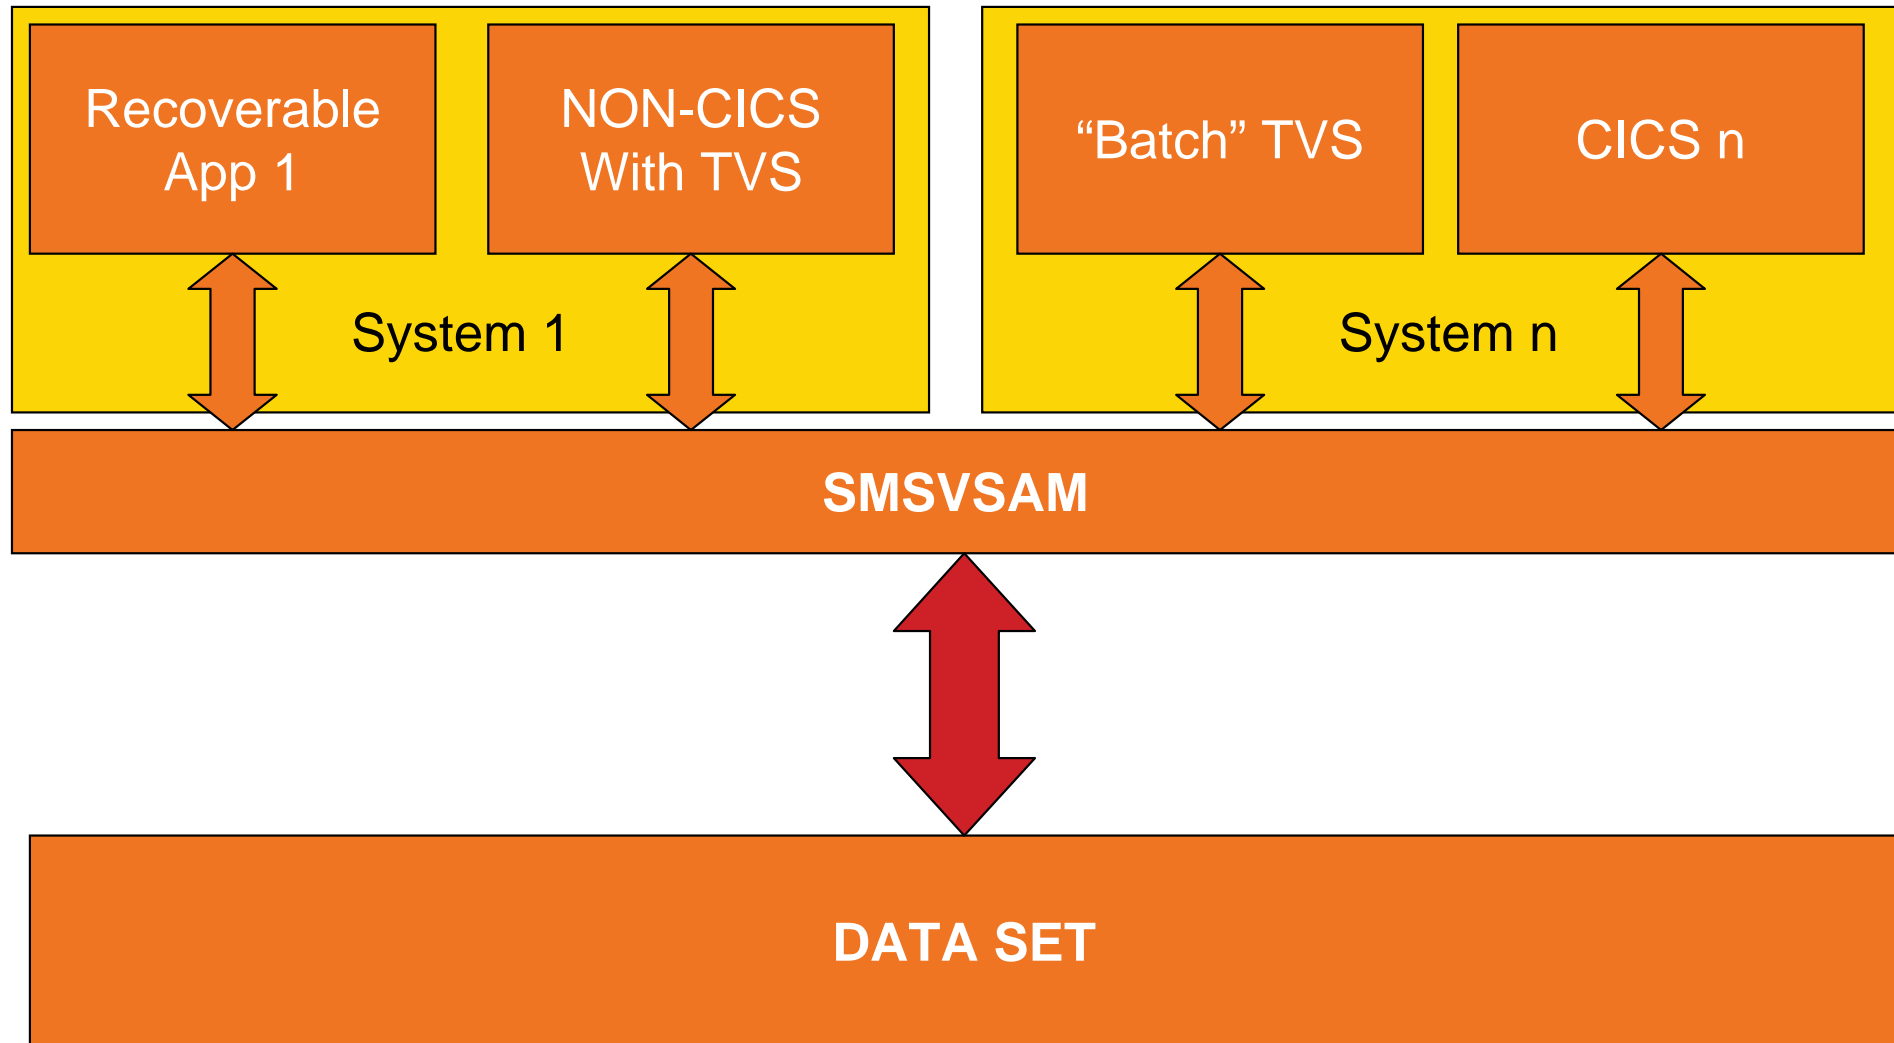 Recoverable
App 1
NON-CICS
With TVS
“Batch” TVS
CICS n
System 1
System n
SMSVSAM
DATA SET